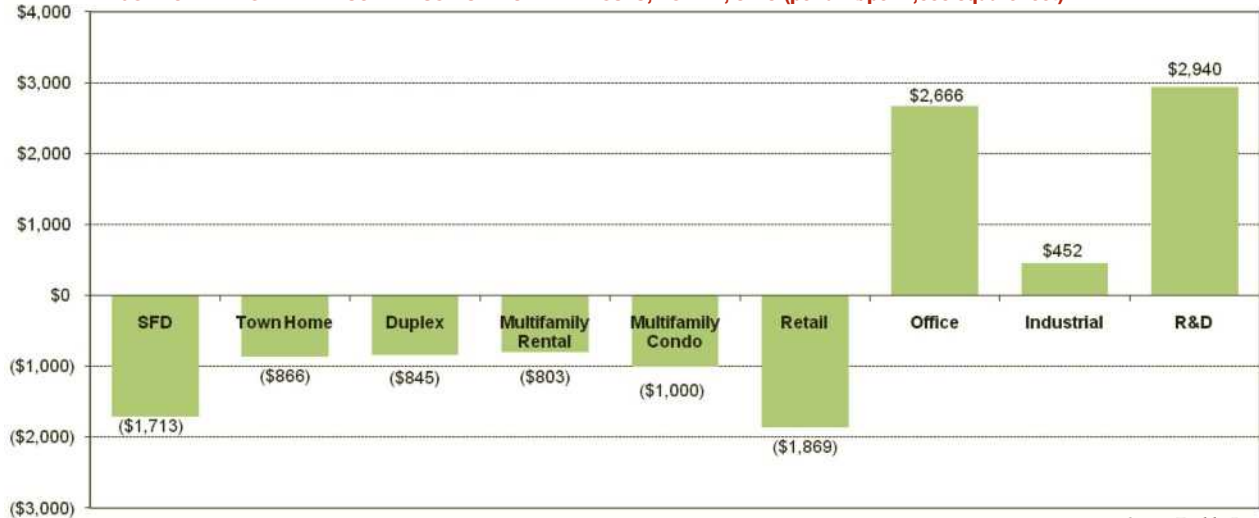 $4,000
$3,000
$2,940
$2,666
$2,000
$1,000
$452
$0
SFD
Town Home
Duplex
Multifamily
Rental
Multifamily
Condo
Retail
Office
Industrial
R&D
($1,000)
($866)
($845)
($803)
($1,000)
($1,713)
($2,000)
($1,869)
($3,000)